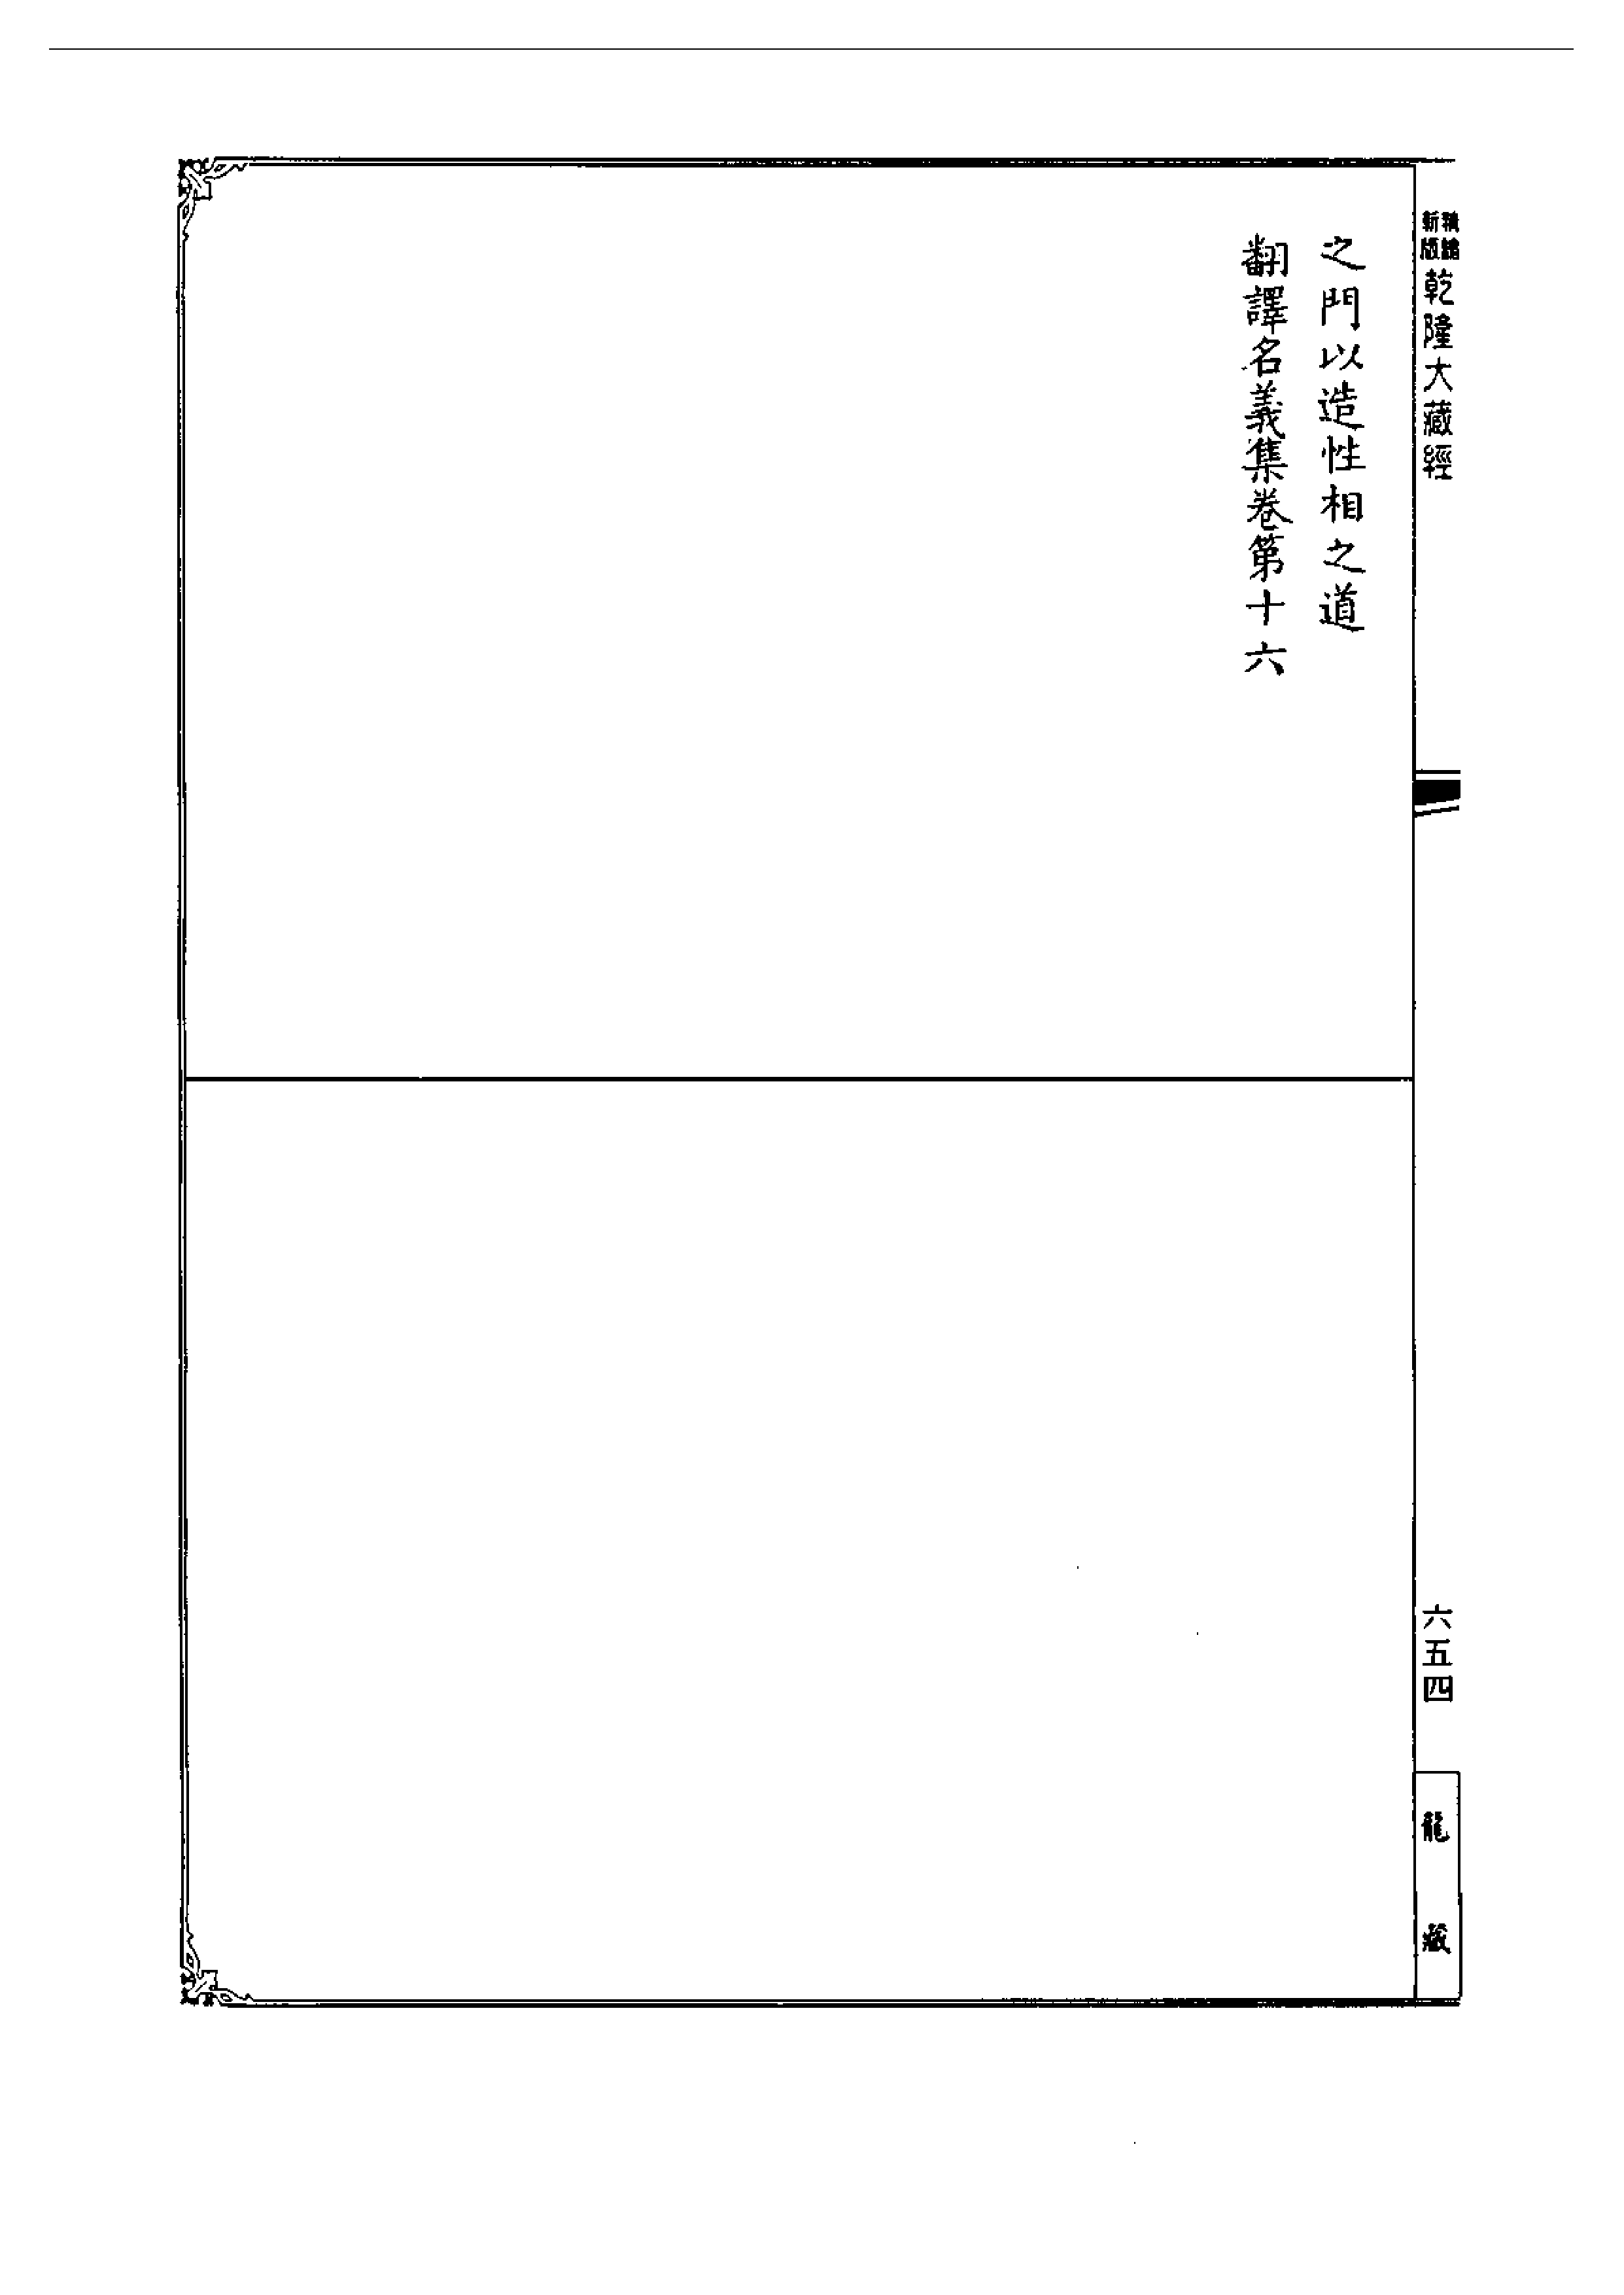 新版精縮
乾隆大藏經
之門以造性相之道
翻譯名義集卷第十六
六五四
龍藏